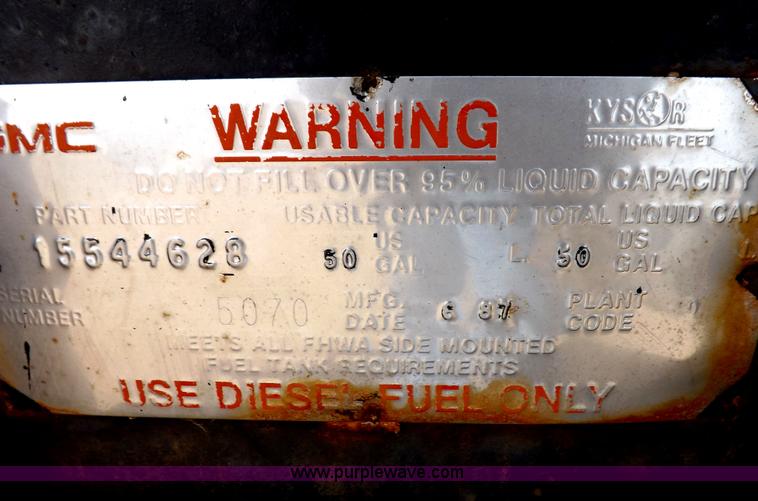 GMC WARNING KYSOR
MICHIGAN FLEET
DO NOT FILL OVER 95% LIQUID CAPACITY
PART NUMBER USABLE CAPACITY TOTAL LIQUID CAP
15544628 50 US GAL L. 50 US GAL
SERIAL NUMBER 5070 MFG. DATE 6 87 PLANT CODE
MEETS ALL FHWA SIDE MOUNTED
FUEL TANK REQUIREMENTS
USE DIESEL FUEL ONLY
www.purplewave.com